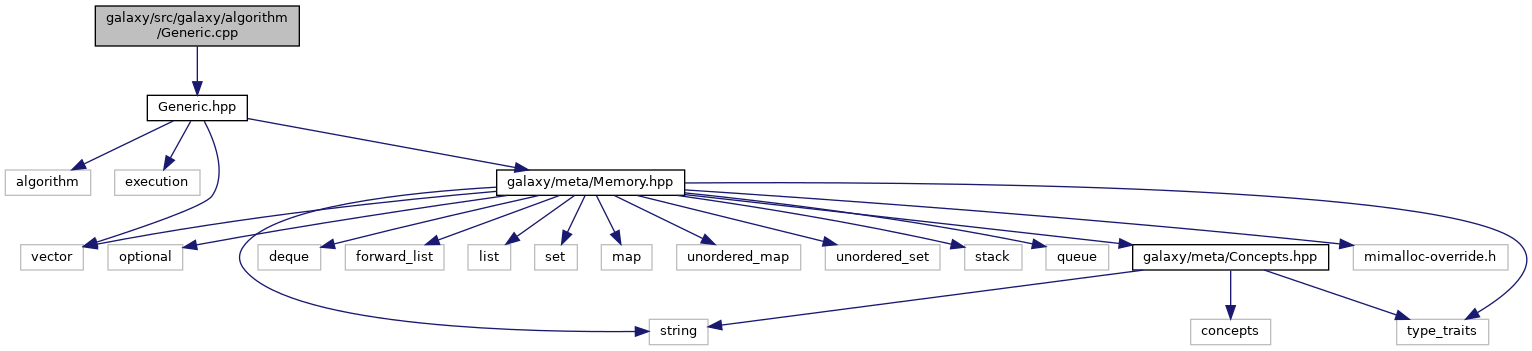 galaxy/src/galaxy/algorithm
/Generic.cpp
Generic.hpp
algorithm
execution
galaxy/meta/Memory.hpp
vector
optional
deque
forward_list
list
set
map
unordered_map
unordered_set
stack
queue
galaxy/meta/Concepts.hpp
mimalloc-override.h
string
concepts
type_traits